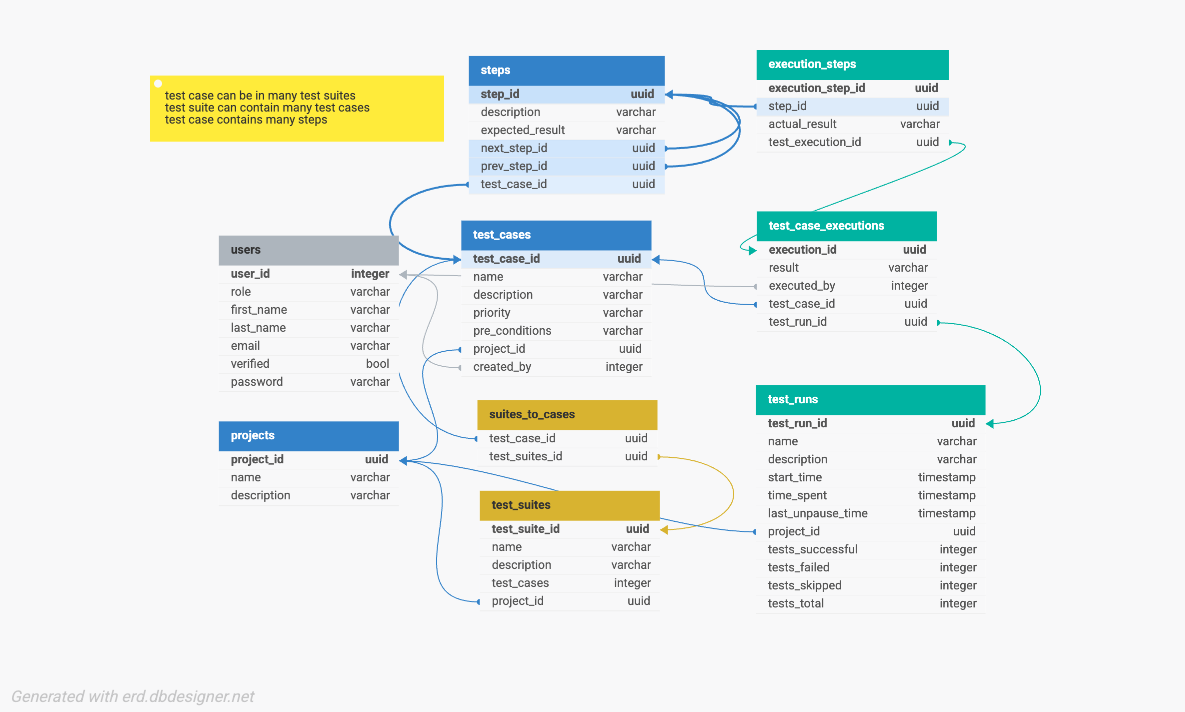 test case can be in many test suites
test suite can contain many test cases
test case contains many steps
steps
step_id uuid
description varchar
expected_result varchar
next_step_id uuid
prev_step_id uuid
test_case_id uuid
execution_steps
execution_step_id uuid
step_id uuid
actual_result varchar
test_execution_id uuid
users
user_id integer
role varchar
first_name varchar
last_name varchar
email varchar
verified bool
password varchar
test_cases
test_case_id uuid
name varchar
description varchar
priority varchar
pre_conditions varchar
project_id uuid
created_by integer
test_case_executions
execution_id uuid
result varchar
executed_by integer
test_case_id uuid
test_run_id uuid
projects
project_id uuid
name varchar
description varchar
suites_to_cases
test_case_id uuid
test_suites_id uuid
test_suites
test_suite_id uuid
name varchar
description varchar
test_cases integer
project_id uuid
test_runs
test_run_id uuid
name varchar
description varchar
start_time timestamp
time_spent timestamp
last_unpause_time timestamp
project_id uuid
tests_successful integer
tests_failed integer
tests_skipped integer
tests_total integer
Generated with erd.dbdesigner.net